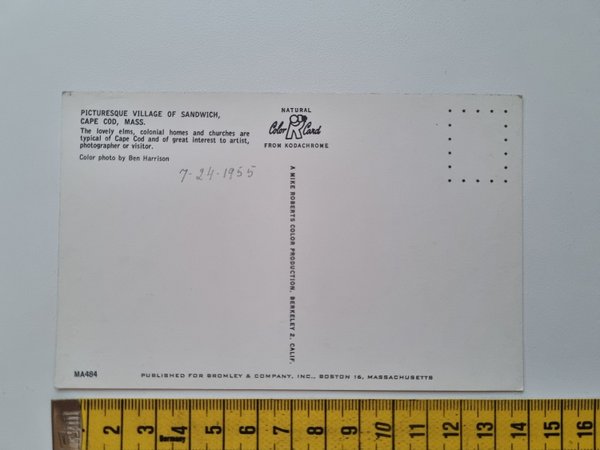 PICTURESQUE VILLAGE OF SANDWICH,
CAPE COD, MASS.
The lovely elms, colonial homes and churches are
typical of Cape Cod and of great interest to artist,
photographer or visitor.
Color photo by Ben Harrison
7-24-1955
NATURAL
Color Card
FROM KODACHROME
A MIKE ROBERTS COLOR PRODUCTION, BERKELEY 2, CALIF.
MA484
PUBLISHED FOR BROMLEY & COMPANY, INC., BOSTON 16, MASSACHUSETTS
2 3 4 5 6 7 8 9 10 11 12 13 14 15 16
Germany